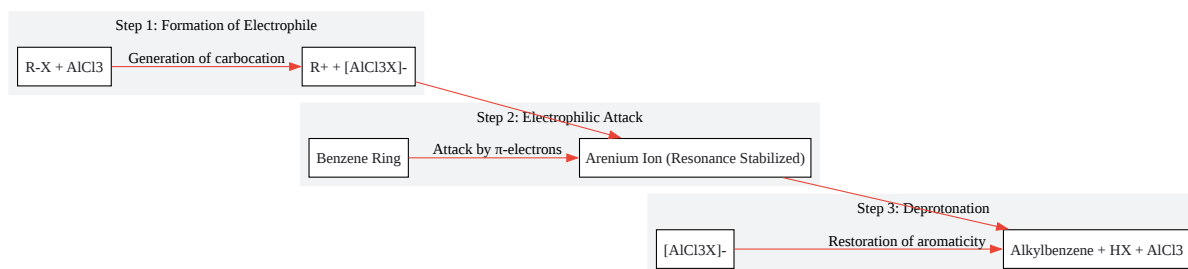 Step 1: Formation of Electrophile
R-X + AlCl3
Generation of carbocation
R+ + [AlCl3X]-
Step 2: Electrophilic Attack
Benzene Ring
Attack by π-electrons
Arenium Ion (Resonance Stabilized)
Step 3: Deprotonation
[AlCl3X]-
Restoration of aromaticity
Alkylbenzene + HX + AlCl3